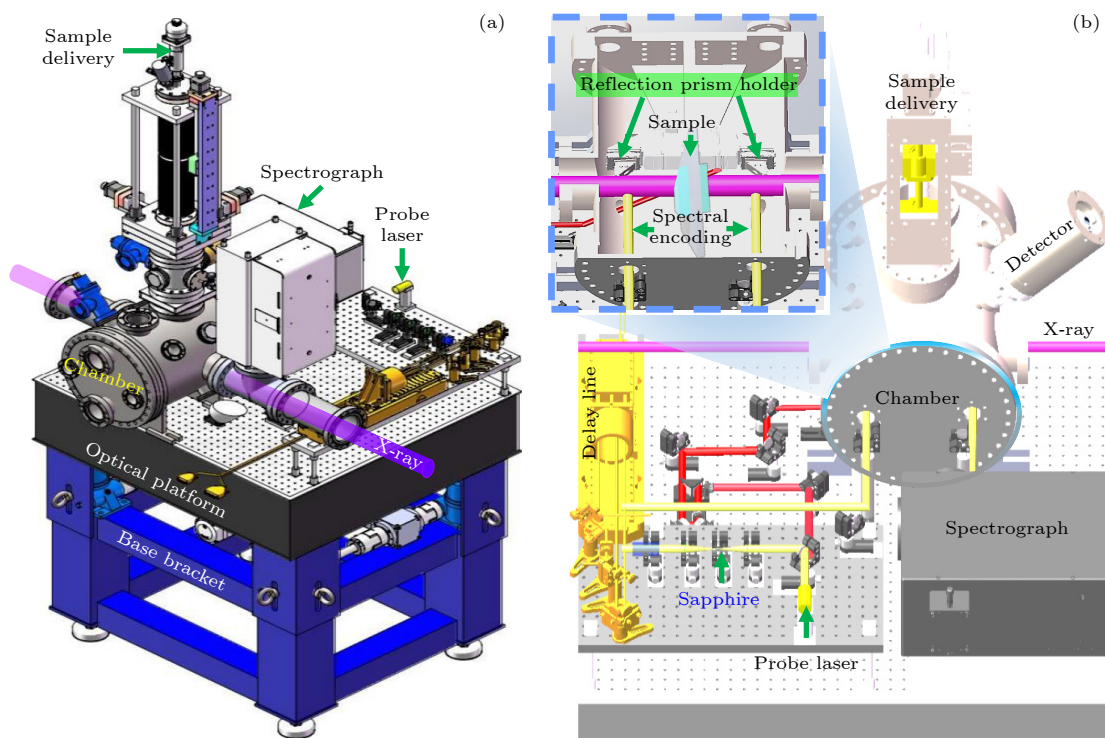 (a)
Sample
delivery
Spectrograph
Probe
laser
Chamber
X-ray
Optical platform
Base bracket
(b)
Reflection prism holder
Sample
Spectral
encoding
Sample
delivery
Detector
X-ray
Delay line
Chamber
Spectrograph
Sapphire
Probe laser